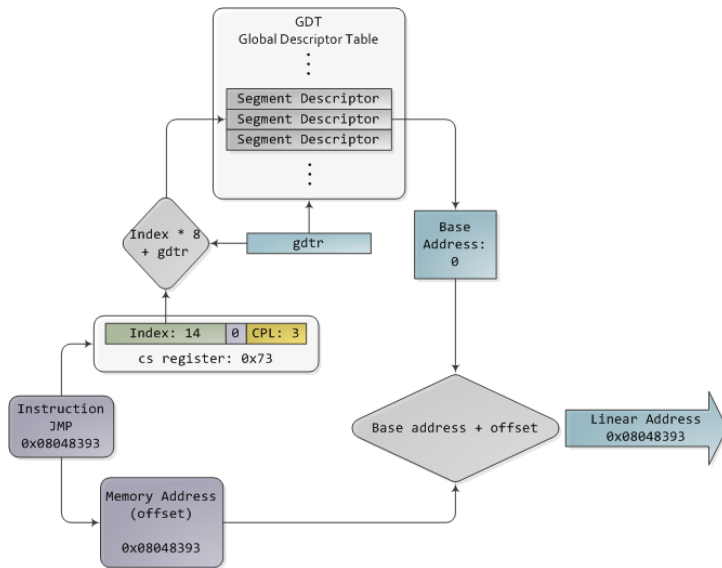 GDT
Global Descriptor Table
Segment Descriptor
Segment Descriptor
Segment Descriptor
Index * 8
+ gdtr
gdtr
Base
Address:
0
Index: 14 0 CPL: 3
cs register: 0x73
Instruction
JMP
0x08048393
Base address + offset
Linear Address
0x08048393
Memory Address
(offset)
0x08048393